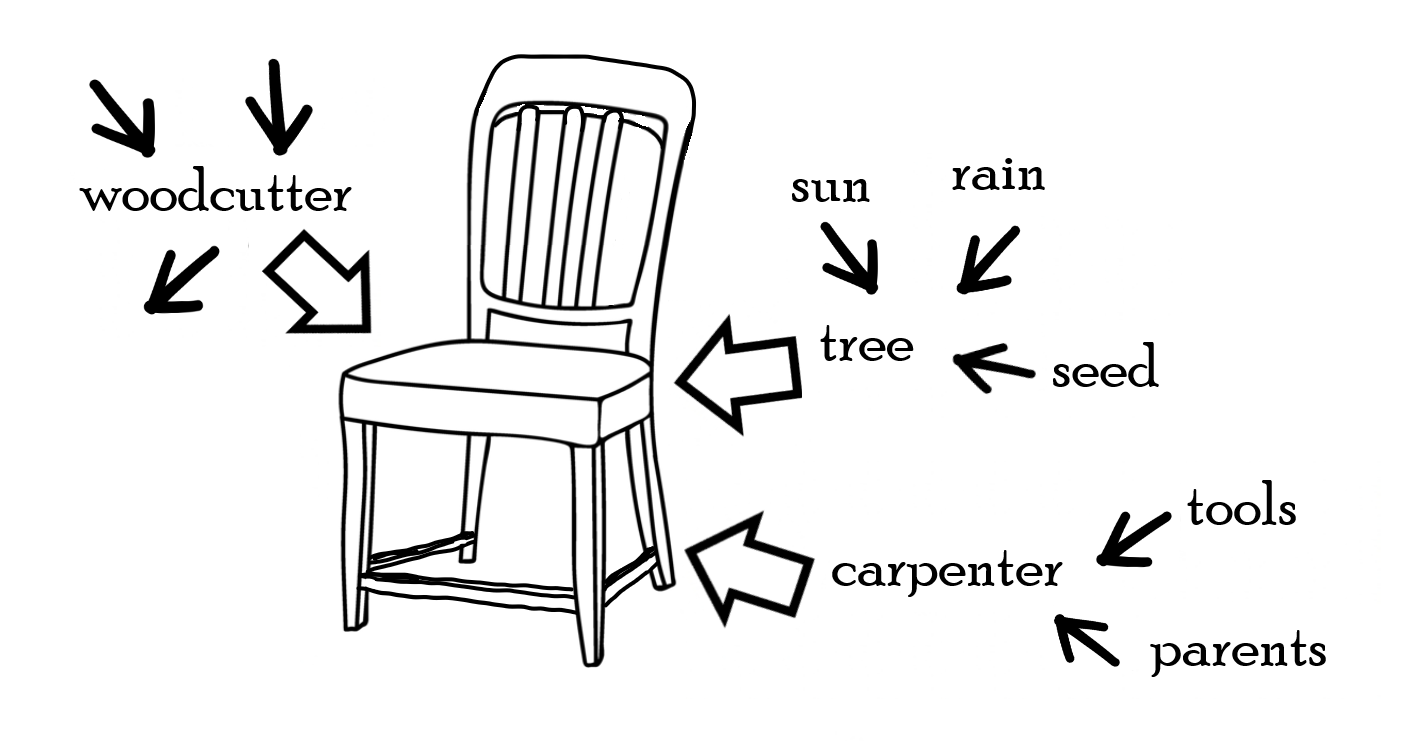 woodcutter
sun
rain
tree
seed
tools
carpenter
parents